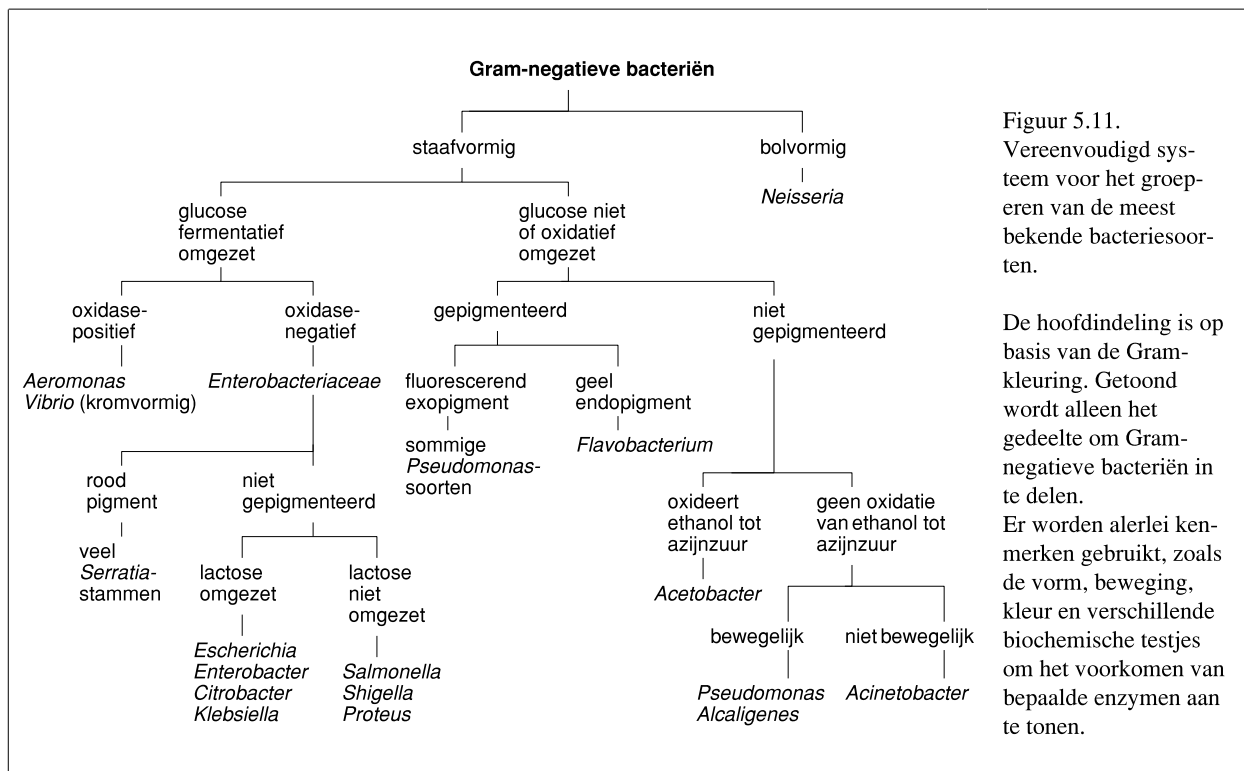 Gram-negatieve bacteriën
staafvormig
bolvormig
Neisseria
glucose
fermentatief
omgezet
glucose niet
of oxidatief
omgezet
oxidase-
positief
oxidase-
negatief
gepigmenteerd
niet
gepigmenteerd
Aeromonas
Vibrio (kromvormig)
Enterobacteriaceae
fluorescerend
exopigment
geel
endopigment
sommige
Pseudomonas-
soorten
Flavobacterium
rood
pigment
niet
gepigmenteerd
veel
Serratia-
stammen
lactose
omgezet
lactose
niet
omgezet
Escherichia
Enterobacter
Citrobacter
Klebsiella
Salmonella
Shigella
Proteus
oxideert
ethanol tot
azijnzuur
geen oxidatie
van ethanol tot
azijnzuur
Acetobacter
bewegelijk
niet bewegelijk
Pseudomonas
Alcaligenes
Acinetobacter
Figuur 5.11.
Vereenvoudigd sys-
teem voor het groep-
eren van de meest
bekende bacteriesoor-
ten.
De hoofdindeling is op
basis van de Gram-
kleuring. Getoond
wordt alleen het
gedeelte om Gram-
negatieve bacteriën in
te delen.
Er worden alerlei ken-
merken gebruikt, zoals
de vorm, beweging,
kleur en verschillende
biochemische testjes
om het voorkomen van
bepaalde enzymen aan
te tonen.